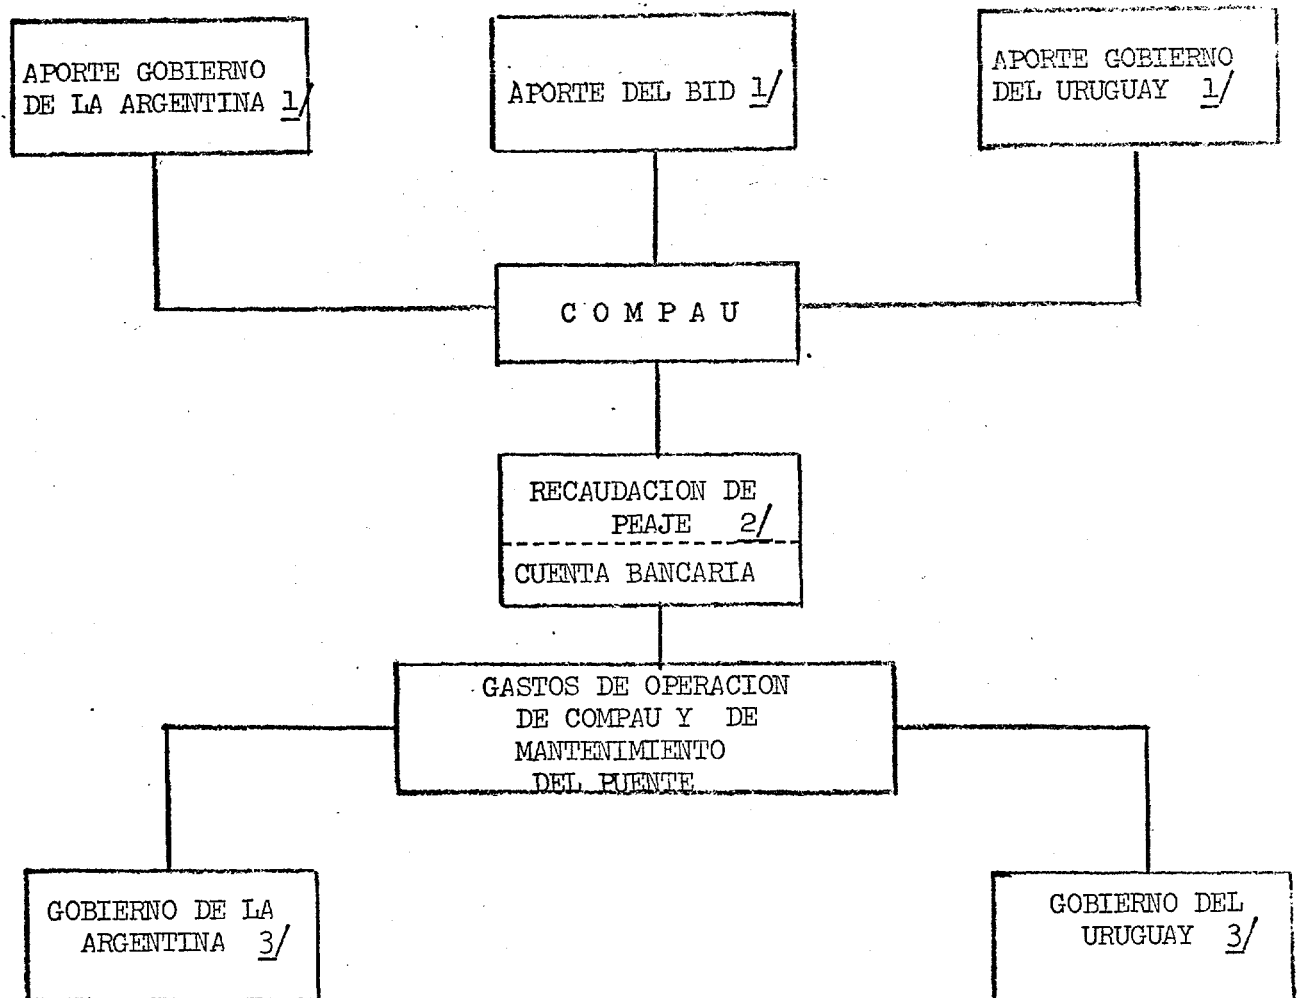 APORTE GOBIERNO
DE LA ARGENTINA 1/
APORTE DEL BID 1/
APORTE GOBIERNO
DEL URUGUAY 1/
C O M P A U
RECAUDACION DE
PEAJE 2/
CUENTA BANCARIA
GASTOS DE OPERACION
DE COMPAU Y DE
MANTENIMIENTO
DEL PUENTE
GOBIERNO DE LA
ARGENTINA 3/
GOBIERNO DEL
URUGUAY 3/